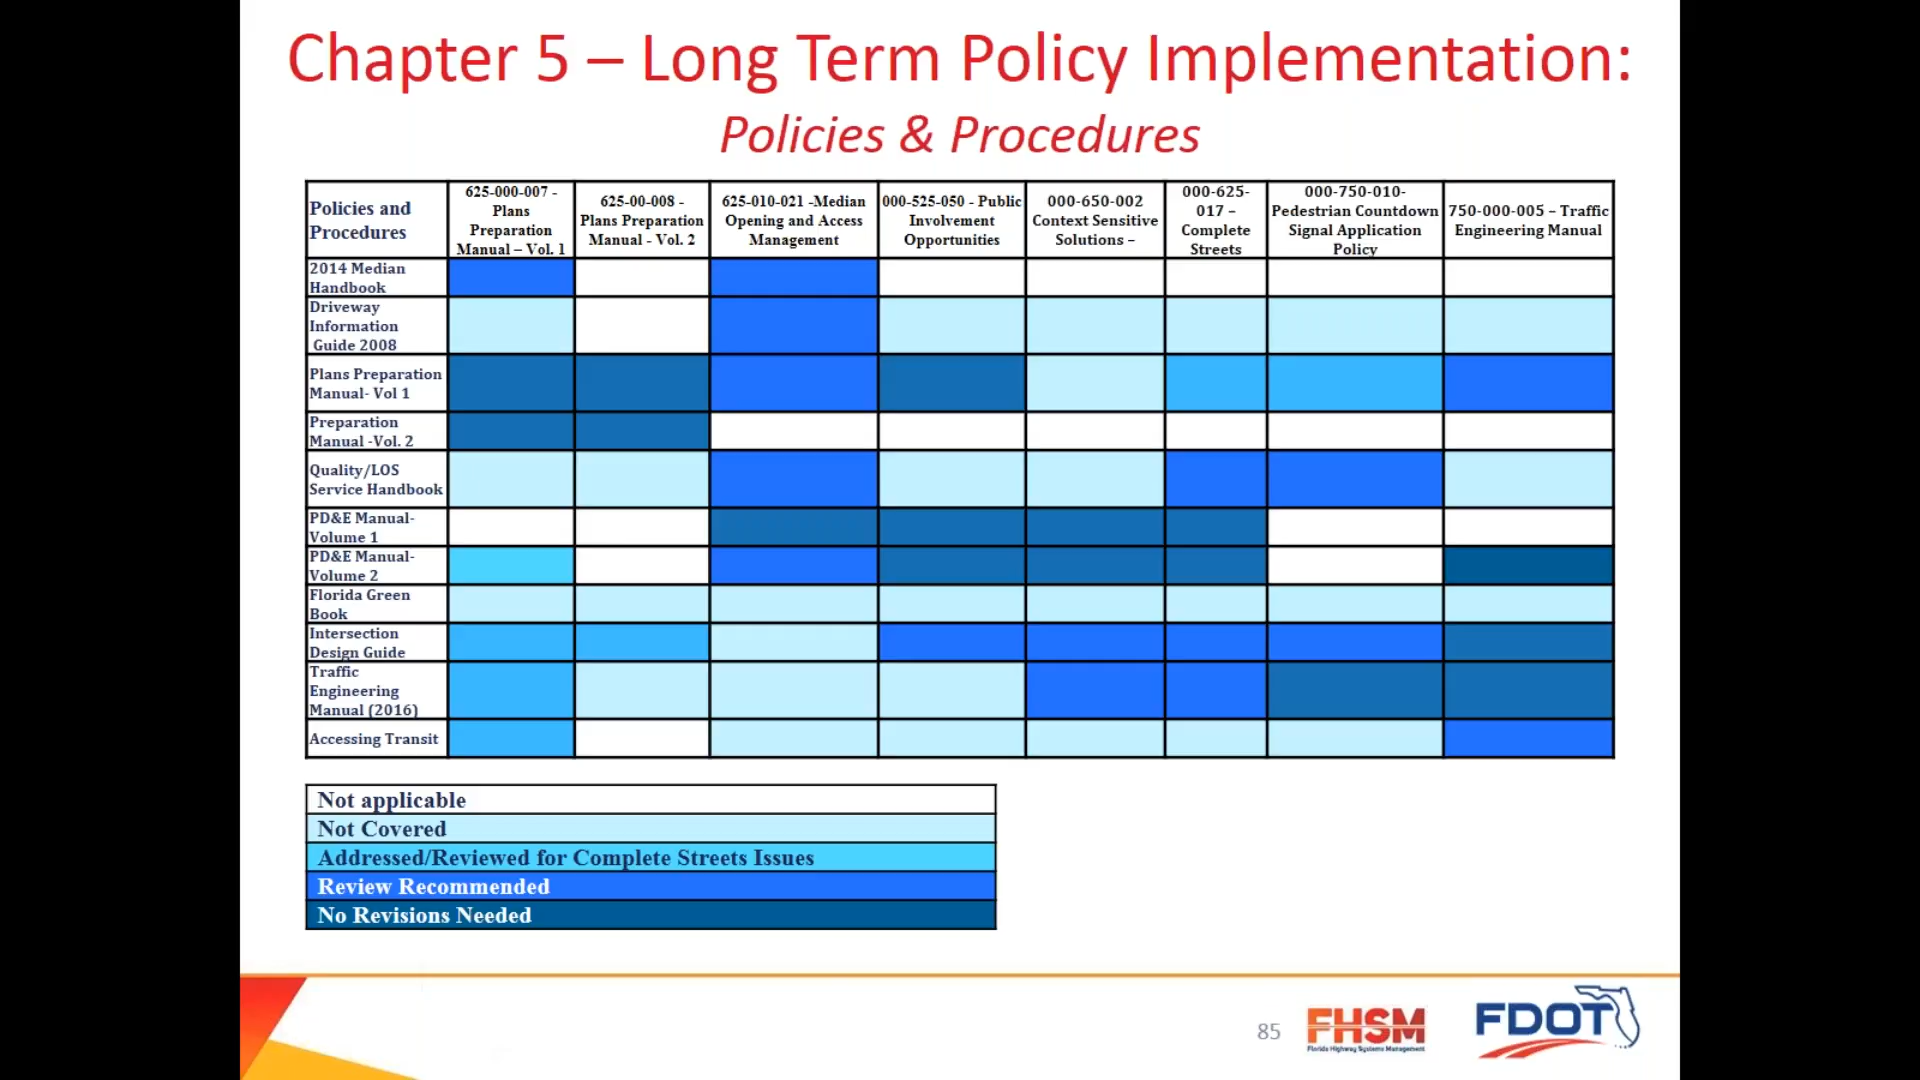 Chapter 5 – Long Term Policy Implementation:
Policies & Procedures
Policies and
Procedures
625-000-007 -
Plans
Preparation
Manual – Vol. 1
625-00-008 -
Plans Preparation
Manual - Vol. 2
625-010-021 -Median
Opening and Access
Management
000-525-050 - Public
Involvement
Opportunities
000-650-002
Context Sensitive
Solutions –
000-625-
017 –
Complete
Streets
000-750-010-
Pedestrian Countdown
Signal Application
Policy
750-000-005 – Traffic
Engineering Manual
2014 Median
Handbook
Driveway
Information
Guide 2008
Plans Preparation
Manual- Vol 1
Preparation
Manual -Vol. 2
Quality/LOS
Service Handbook
PD&E Manual-
Volume 1
PD&E Manual-
Volume 2
Florida Green
Book
Intersection
Design Guide
Traffic
Engineering
Manual (2016)
Accessing Transit
Not applicable
Not Covered
Addressed/Reviewed for Complete Streets Issues
Review Recommended
No Revisions Needed
85
FHSM
Florida Highway Systems Management
FDOT